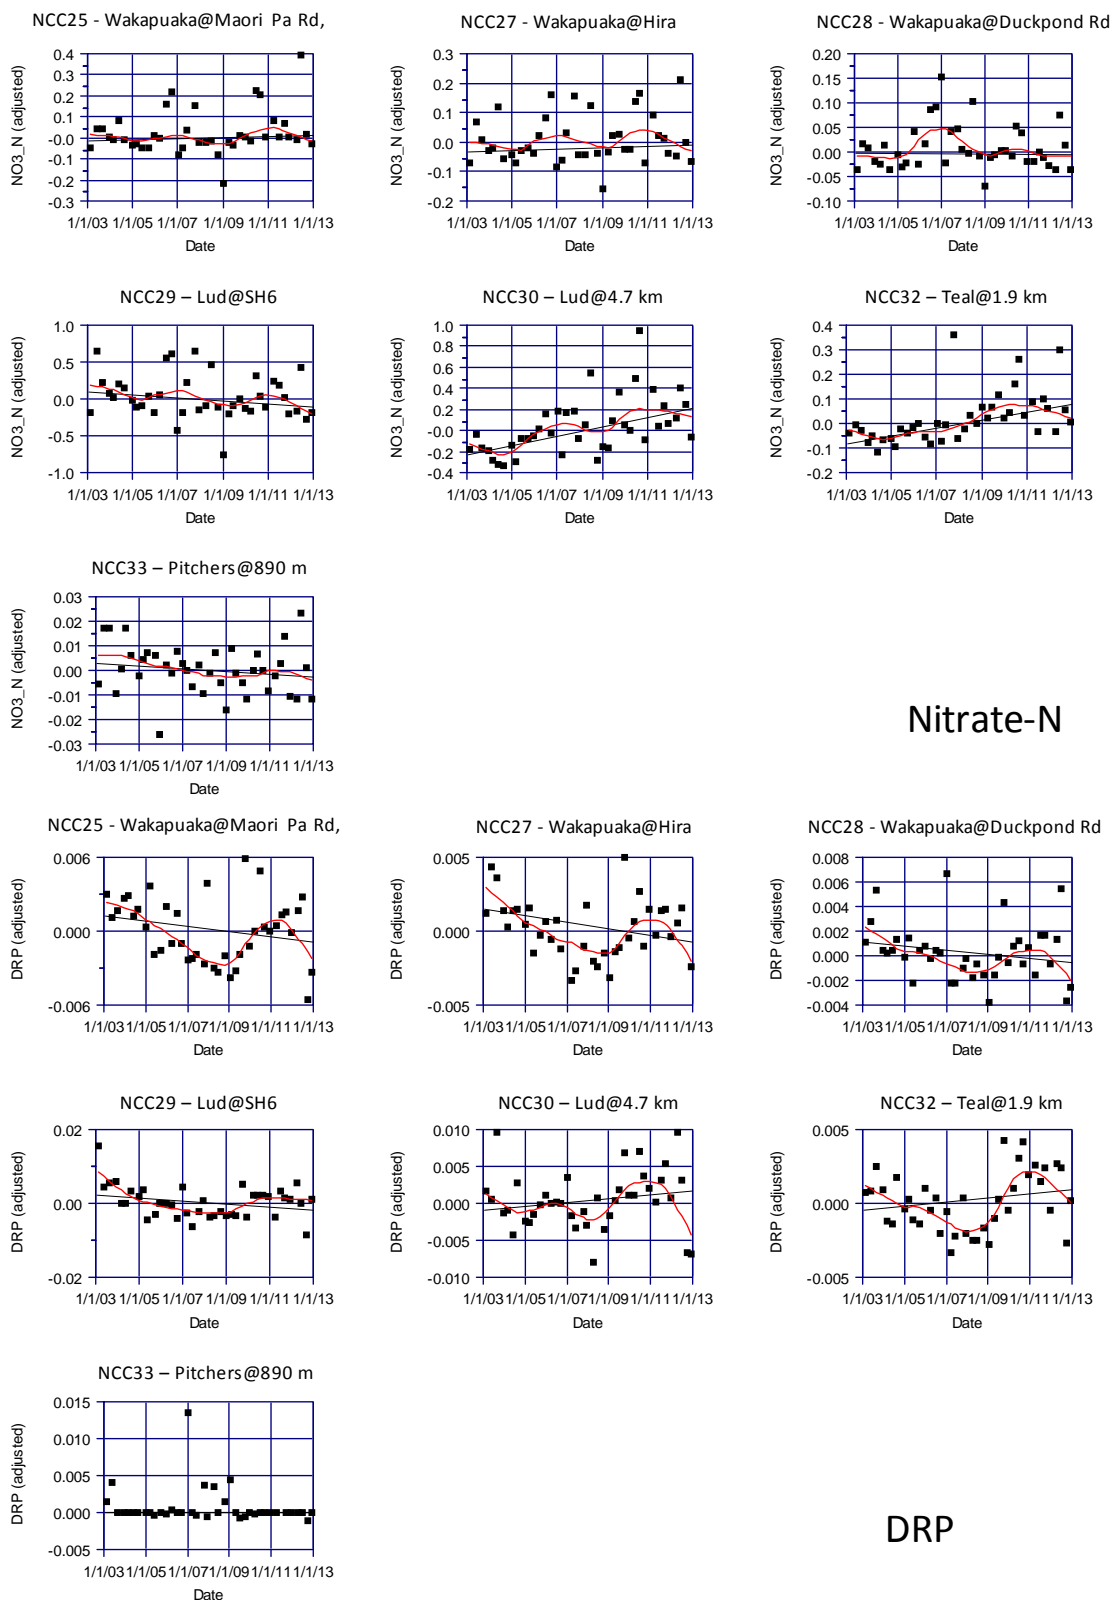 NCC25 - Wakapuaka@Maori Pa Rd,
NO3_N (adjusted)
0.4
0.3
0.2
0.1
-0.0
-0.1
-0.2
-0.3
1/1/03 1/1/05 1/1/07 1/1/09 1/1/11 1/1/13
Date
NCC27 - Wakapuaka@Hira
NO3_N (adjusted)
0.3
0.2
0.1
0.0
-0.1
-0.2
1/1/03 1/1/05 1/1/07 1/1/09 1/1/11 1/1/13
Date
NCC28 - Wakapuaka@Duckpond Rd
NO3_N (adjusted)
0.20
0.15
0.10
0.05
-0.00
-0.05
-0.10
1/1/03 1/1/05 1/1/07 1/1/09 1/1/11 1/1/13
Date
NCC29 – Lud@SH6
NO3_N (adjusted)
1.0
0.5
0.0
-0.5
-1.0
1/1/03 1/1/05 1/1/07 1/1/09 1/1/11 1/1/13
Date
NCC30 – Lud@4.7 km
NO3_N (adjusted)
1.0
0.8
0.6
0.4
0.2
-0.0
-0.2
-0.4
1/1/03 1/1/05 1/1/07 1/1/09 1/1/11 1/1/13
Date
NCC32 – Teal@1.9 km
NO3_N (adjusted)
0.4
0.3
0.2
0.1
-0.0
-0.1
-0.2
1/1/03 1/1/05 1/1/07 1/1/09 1/1/11 1/1/13
Date
NCC33 – Pitchers@890 m
NO3_N (adjusted)
0.03
0.02
0.01
0.00
-0.01
-0.02
-0.03
1/1/03 1/1/05 1/1/07 1/1/09 1/1/11 1/1/13
Date
Nitrate-N
NCC25 - Wakapuaka@Maori Pa Rd,
DRP (adjusted)
0.006
0.000
-0.006
1/1/03 1/1/05 1/1/07 1/1/09 1/1/11 1/1/13
Date
NCC27 - Wakapuaka@Hira
DRP (adjusted)
0.005
0.000
-0.005
1/1/03 1/1/05 1/1/07 1/1/09 1/1/11 1/1/13
Date
NCC28 - Wakapuaka@Duckpond Rd
DRP (adjusted)
0.008
0.006
0.004
0.002
0.000
-0.002
-0.004
1/1/03 1/1/05 1/1/07 1/1/09 1/1/11 1/1/13
Date
NCC29 – Lud@SH6
DRP (adjusted)
0.02
0.00
-0.02
1/1/03 1/1/05 1/1/07 1/1/09 1/1/11 1/1/13
Date
NCC30 – Lud@4.7 km
DRP (adjusted)
0.010
0.005
0.000
-0.005
-0.010
1/1/03 1/1/05 1/1/07 1/1/09 1/1/11 1/1/13
Date
NCC32 – Teal@1.9 km
DRP (adjusted)
0.005
0.000
-0.005
1/1/03 1/1/05 1/1/07 1/1/09 1/1/11 1/1/13
Date
NCC33 – Pitchers@890 m
DRP (adjusted)
0.015
0.010
0.005
0.000
-0.005
1/1/03 1/1/05 1/1/07 1/1/09 1/1/11 1/1/13
Date
DRP